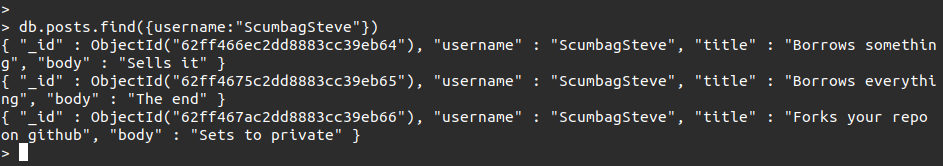 >
> db.posts.find({username:"ScumbagSteve"})
{ "_id" : ObjectId("62ff466ec2dd8883cc39eb64"), "username" : "ScumbagSteve", "title" : "Borrows somethin
g", "body" : "Sells it" }
{ "_id" : ObjectId("62ff4675c2dd8883cc39eb65"), "username" : "ScumbagSteve", "title" : "Borrows everythi
ng", "body" : "The end" }
{ "_id" : ObjectId("62ff467ac2dd8883cc39eb66"), "username" : "ScumbagSteve", "title" : "Forks your repo
on github", "body" : "Sets to private" }
>